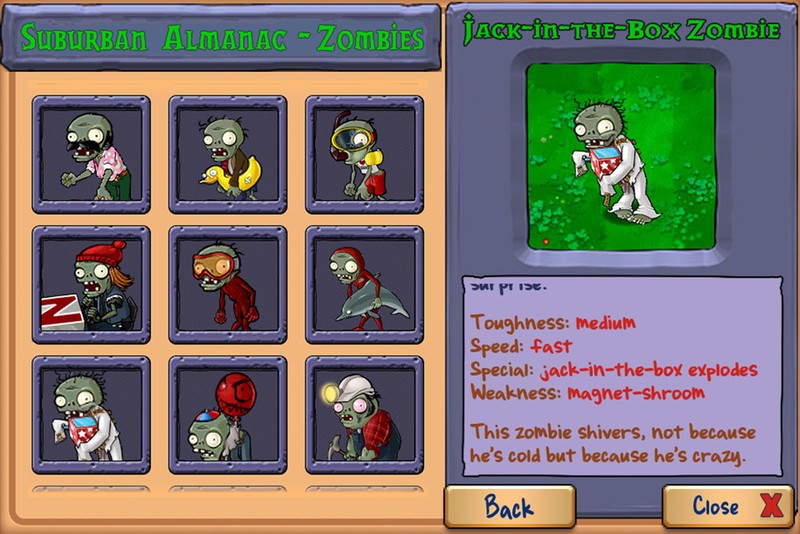 Suburban Almanac - Zombies
Jack-in-the-Box Zombie
surprise.
Toughness: medium
Speed: fast
Special: jack-in-the-box explodes
Weakness: magnet-shroom
This zombie shivers, not because
he's cold but because he's crazy.
Back
Close X